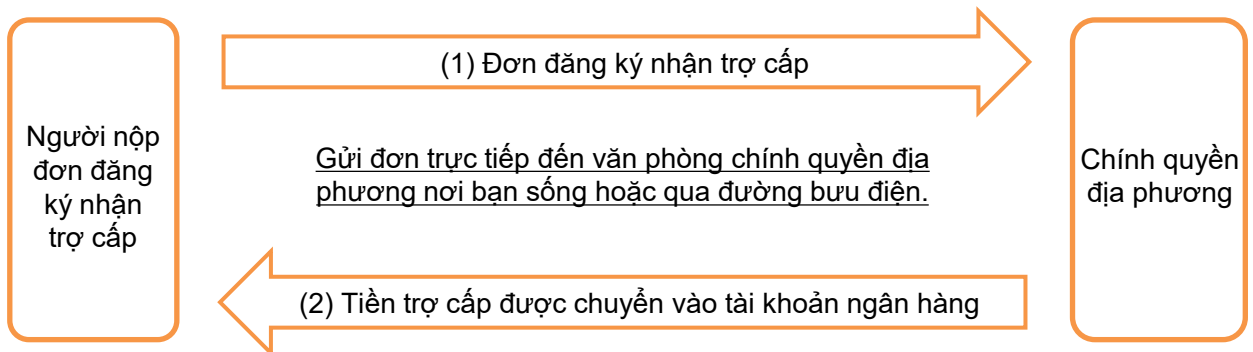 Người nộp
đơn đăng
ký nhận
trợ cấp
(1) Đơn đăng ký nhận trợ cấp
Gửi đơn trực tiếp đến văn phòng chính quyền địa
phương nơi bạn sống hoặc qua đường bưu điện.
(2) Tiền trợ cấp được chuyển vào tài khoản ngân hàng
Chính quyền
địa phương